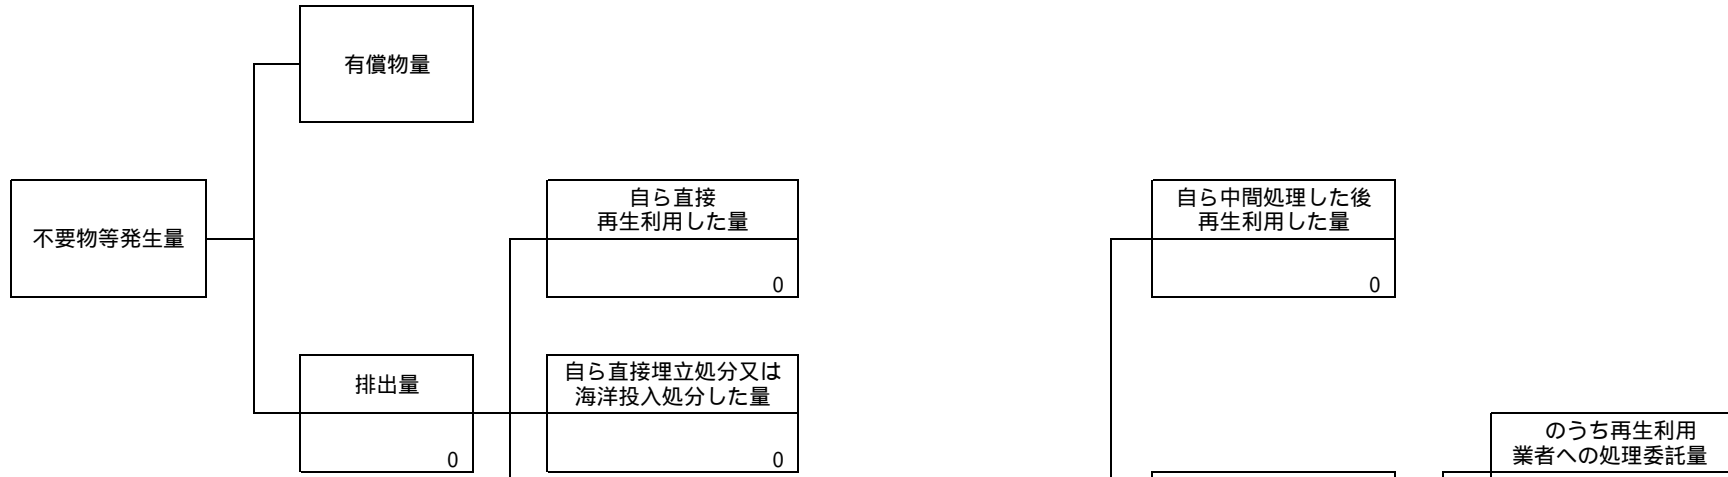 有償物量
不要物等発生量
自ら直接
再生利用した量
0
自ら中間処理した後
再生利用した量
0
排出量
0
自ら直接埋立処分又は
海洋投入処分した量
0
のうち再生利用
業者への処理委託量